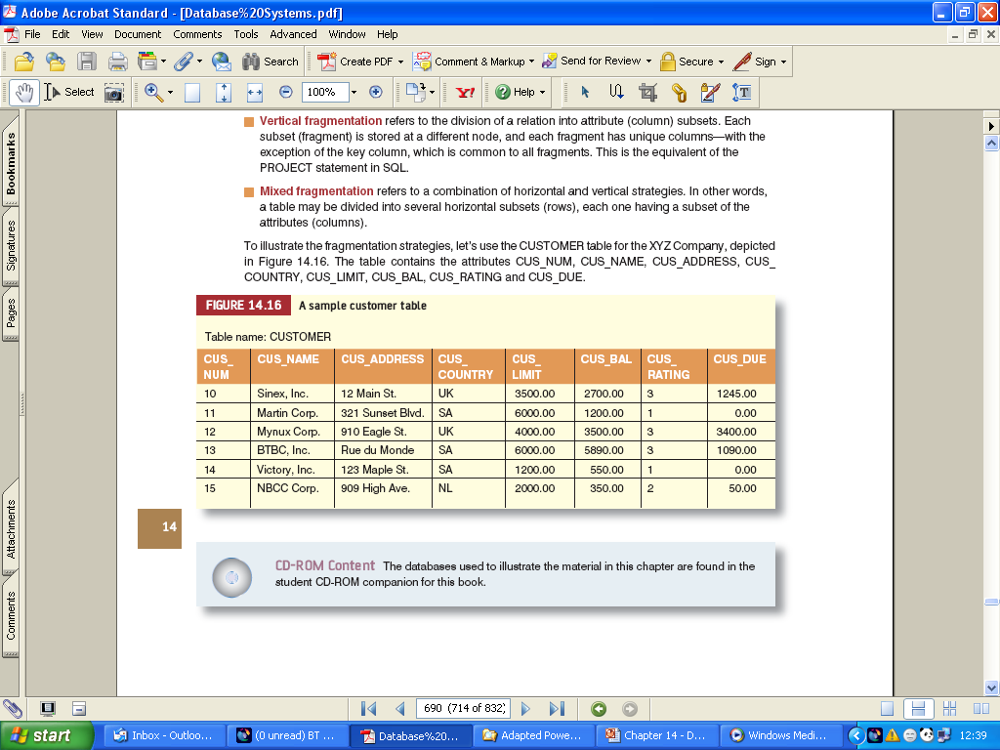 Adobe Acrobat Standard - [Database%20Systems.pdf]
File Edit View Document Comments Tools Advanced Window Help
Search Create PDF Comment & Markup Send for Review Secure Sign
Select 100% Y! Help
Bookmarks
Signatures
Pages
Attachments
Comments
Vertical fragmentation refers to the division of a relation into attribute (column) subsets. Each
subset (fragment) is stored at a different node, and each fragment has unique columns—with the
exception of the key column, which is common to all fragments. This is the equivalent of the
PROJECT statement in SQL.
Mixed fragmentation refers to a combination of horizontal and vertical strategies. In other words,
a table may be divided into several horizontal subsets (rows), each one having a subset of the
attributes (columns).
To illustrate the fragmentation strategies, let's use the CUSTOMER table for the XYZ Company, depicted
in Figure 14.16. The table contains the attributes CUS_NUM, CUS_NAME, CUS_ADDRESS, CUS_
COUNTRY, CUS_LIMIT, CUS_BAL, CUS_RATING and CUS_DUE.
FIGURE 14.16 A sample customer table
Table name: CUSTOMER
CUS_ CUS_NAME CUS_ADDRESS CUS_ CUS_ CUS_BAL CUS_ CUS_DUE
NUM COUNTRY LIMIT RATING
10 Sinex, Inc. 12 Main St. UK 3500.00 2700.00 3 1245.00
11 Martin Corp. 321 Sunset Blvd. SA 6000.00 1200.00 1 0.00
12 Mynux Corp. 910 Eagle St. UK 4000.00 3500.00 3 3400.00
13 BTBC, Inc. Rue du Monde SA 6000.00 5890.00 3 1090.00
14 Victory, Inc. 123 Maple St. SA 1200.00 550.00 1 0.00
15 NBCC Corp. 909 High Ave. NL 2000.00 350.00 2 50.00
14
CD-ROM Content The databases used to illustrate the material in this chapter are found in the
student CD-ROM companion for this book.
690 (714 of 832)
start Inbox - Outloo... (0 unread) BT ... Database%20... Adapted Powe... Chapter 14 - D... Windows Medi... 12:39